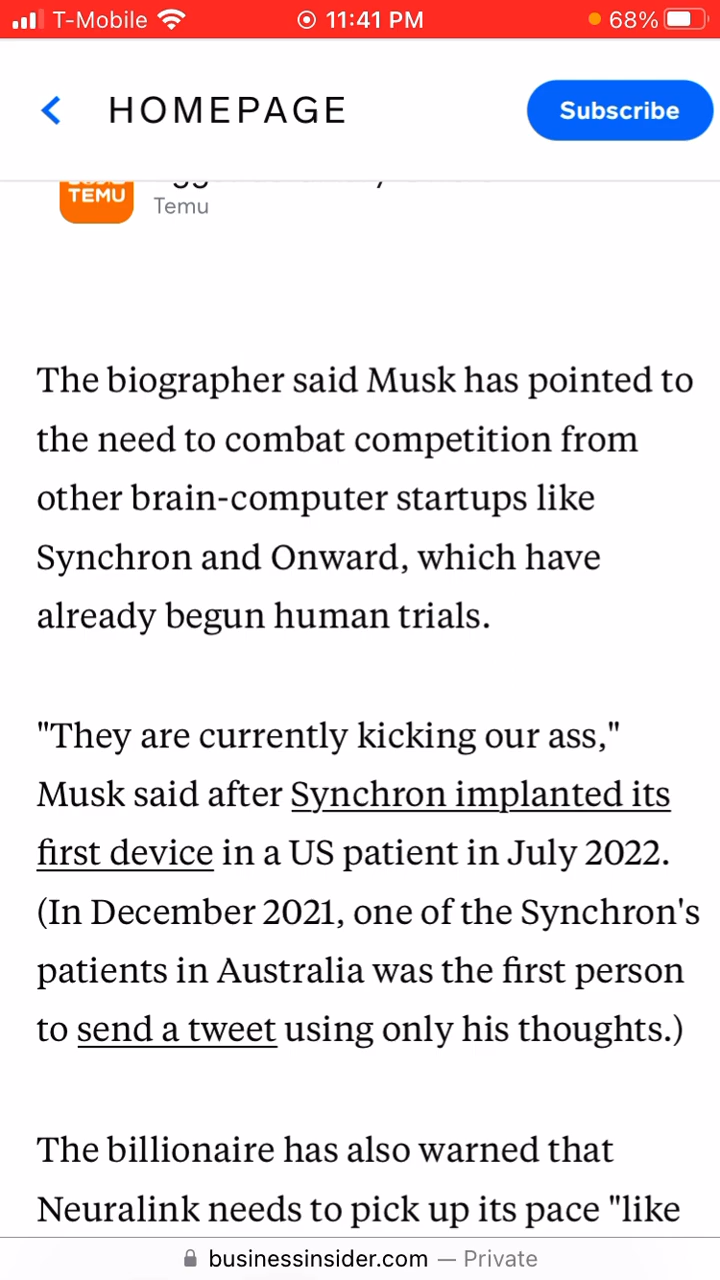 T-Mobile 11:41 PM 68%
HOMEPAGE Subscribe
TEMU
Temu
The biographer said Musk has pointed to
the need to combat competition from
other brain-computer startups like
Synchron and Onward, which have
already begun human trials.
"They are currently kicking our ass,"
Musk said after Synchron implanted its
first device in a US patient in July 2022.
(In December 2021, one of the Synchron's
patients in Australia was the first person
to send a tweet using only his thoughts.)
The billionaire has also warned that
Neuralink needs to pick up its pace "like
businessinsider.com — Private